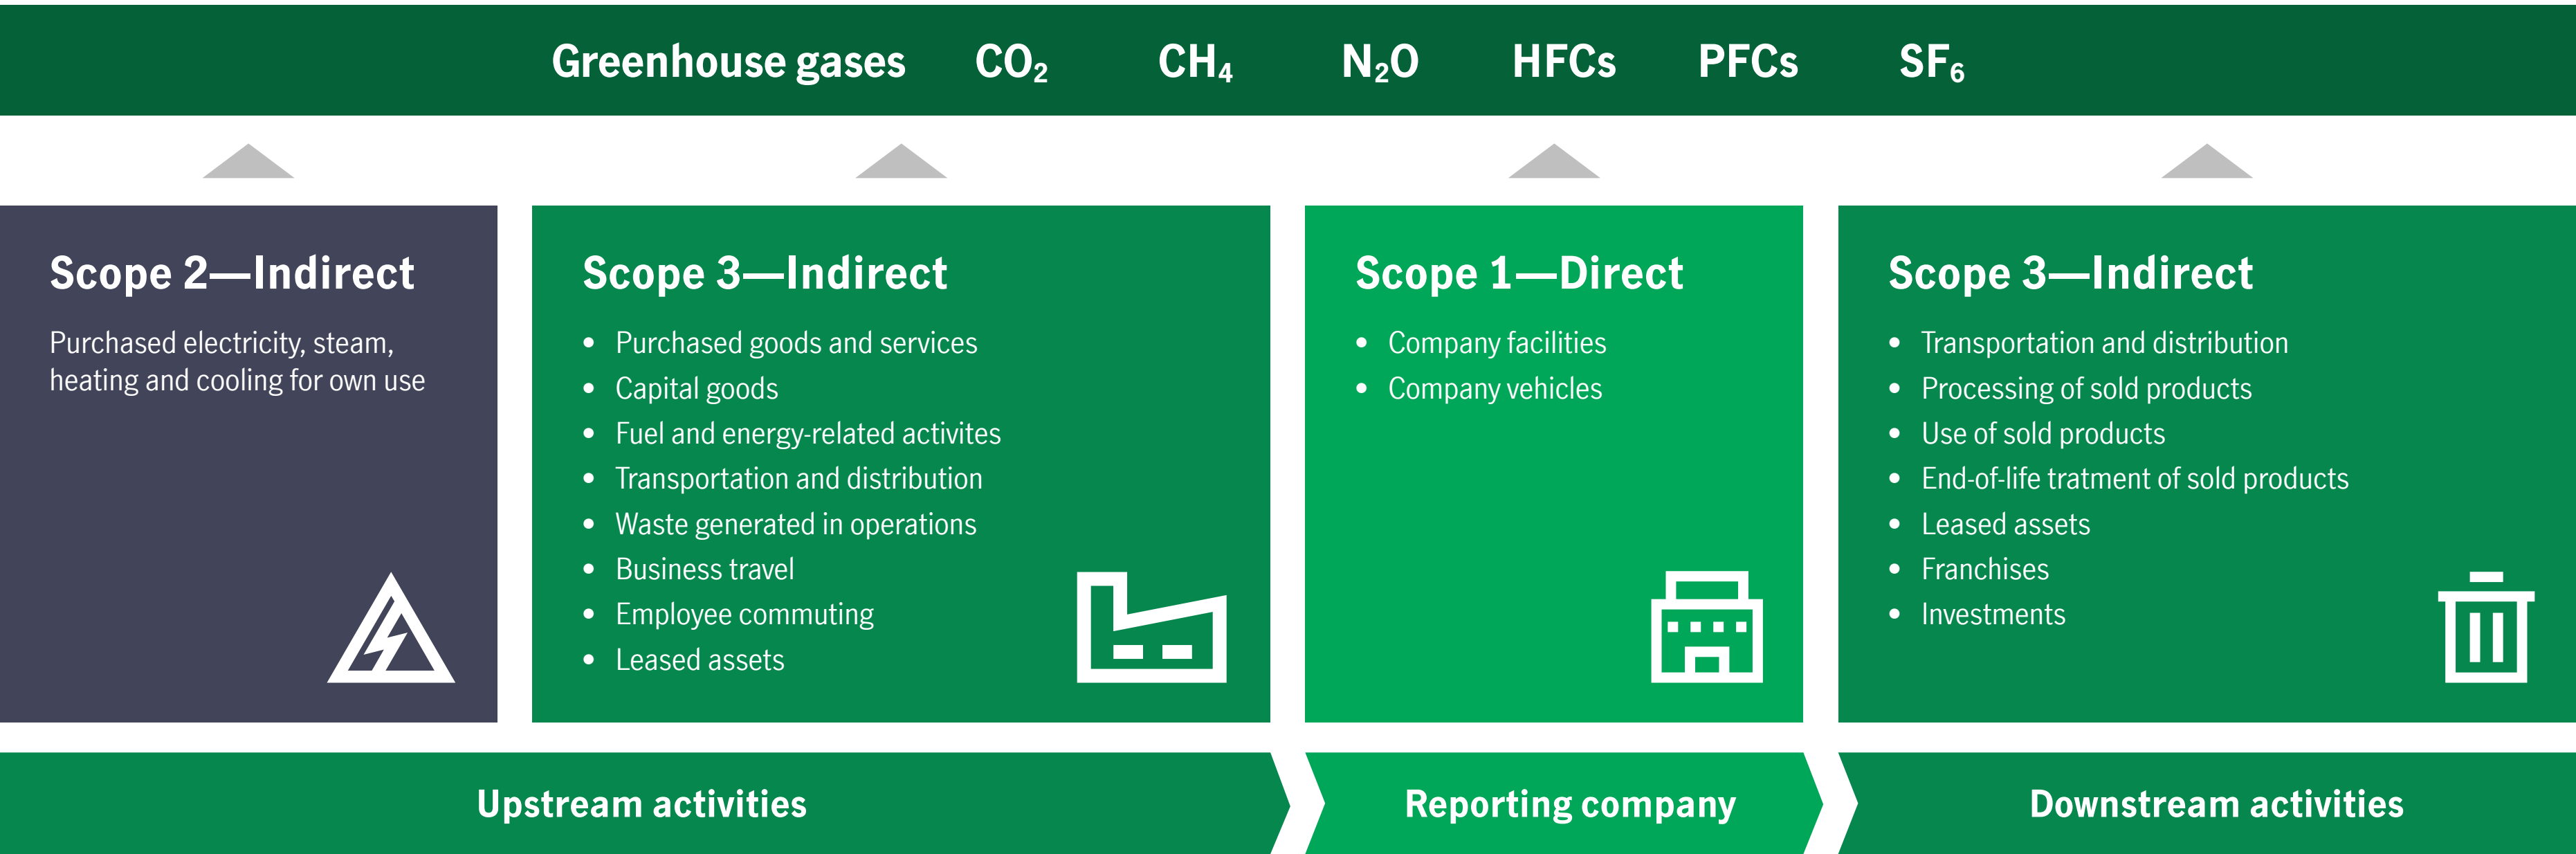 Greenhouse gases CO₂ CH₄ N₂O HFCs PFCs SF₆
Scope 2—Indirect
Purchased electricity, steam,
heating and cooling for own use
Scope 3—Indirect
• Purchased goods and services
• Capital goods
• Fuel and energy-related activites
• Transportation and distribution
• Waste generated in operations
• Business travel
• Employee commuting
• Leased assets
Scope 1—Direct
• Company facilities
• Company vehicles
Scope 3—Indirect
• Transportation and distribution
• Processing of sold products
• Use of sold products
• End-of-life tratment of sold products
• Leased assets
• Franchises
• Investments
Upstream activities
Reporting company
Downstream activities